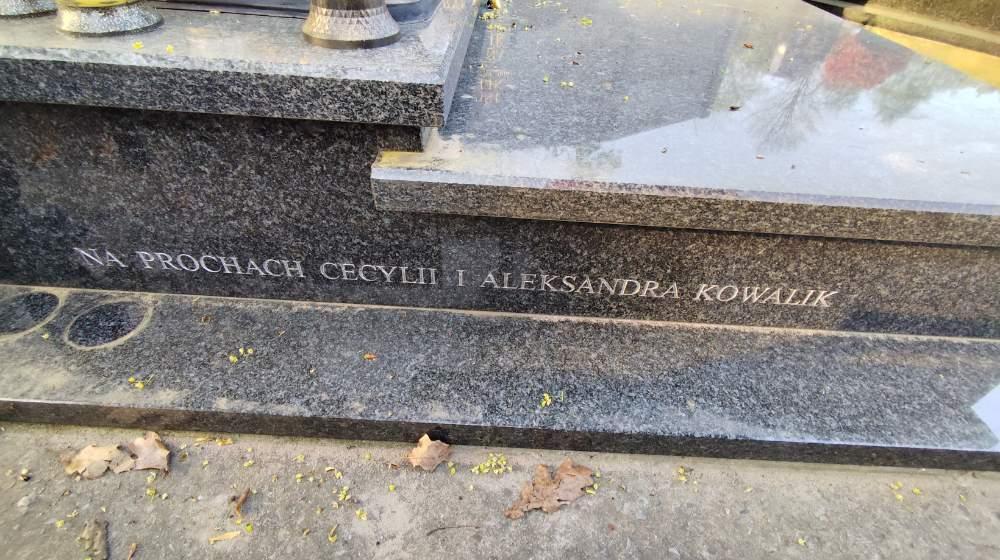 NA PROCHACH CECYLII I ALEKSANDRA KOWALIK